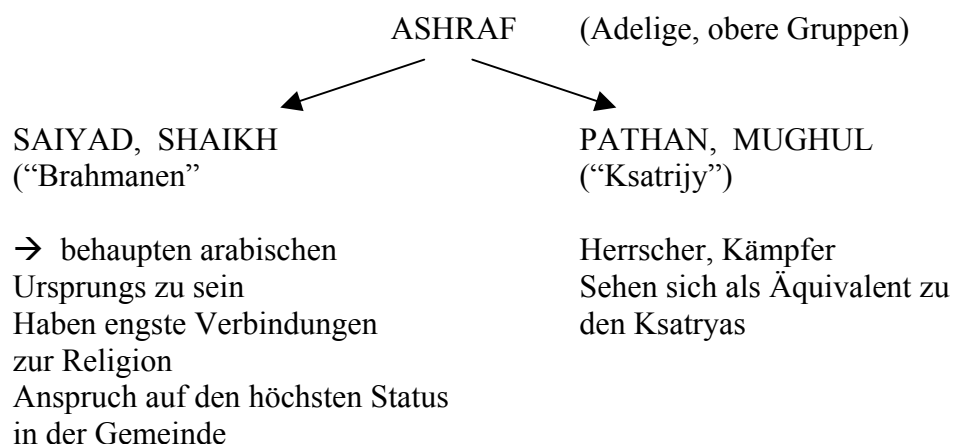 ASHRAF (Adelige, obere Gruppen)
SAIYAD, SHAIKH
(“Brahmanen”
→ behaupten arabischen
Ursprungs zu sein
Haben engste Verbindungen
zur Religion
Anspruch auf den höchsten Status
in der Gemeinde
PATHAN, MUGHUL
(“Ksatrijy”)
Herrscher, Kämpfer
Sehen sich als Äquivalent zu
den Ksatryas